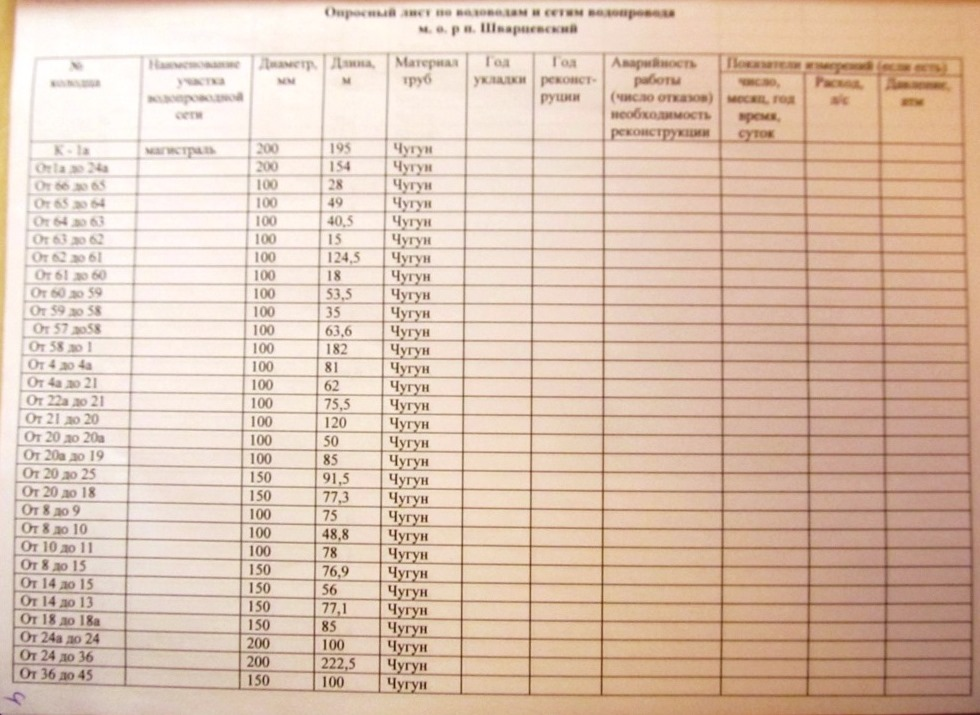 Опросный лист по водоводам и сетям водопровода
м. о. р п. Шварцевский
№ колодца | Наименование участка водопроводной сети | Диаметр, мм | Длина, м | Материал труб | Год укладки | Год реконст-рукции | Аварийность работы (число отказов) необходимость реконструкции | Показатели измерений (если есть)
число, месяц, год время, суток | Расход, л/с | Давление, атм
К - 1а | магистраль | 200 | 195 | Чугун
От1а до 24а | 200 | 154 | Чугун
От 66 до 65 | 100 | 28 | Чугун
От 65 до 64 | 100 | 49 | Чугун
От 64 до 63 | 100 | 40,5 | Чугун
От 63 до 62 | 100 | 15 | Чугун
От 62 до 61 | 100 | 124,5 | Чугун
От 61 до 60 | 100 | 18 | Чугун
От 60 до 59 | 100 | 53,5 | Чугун
От 59 до 58 | 100 | 35 | Чугун
От 57 до58 | 100 | 63,6 | Чугун
От 58 до 1 | 100 | 182 | Чугун
От 4 до 4а | 100 | 81 | Чугун
От 4а до 21 | 100 | 62 | Чугун
От 22а до 21 | 100 | 75,5 | Чугун
От 21 до 20 | 100 | 120 | Чугун
От 20 до 20а | 100 | 50 | Чугун
От 20а до 19 | 100 | 85 | Чугун
От 20 до 25 | 150 | 91,5 | Чугун
От 20 до 18 | 150 | 77,3 | Чугун
От 8 до 9 | 100 | 75 | Чугун
От 8 до 10 | 100 | 48,8 | Чугун
От 10 до 11 | 100 | 78 | Чугун
От 8 до 15 | 150 | 76,9 | Чугун
От 14 до 15 | 150 | 56 | Чугун
От 14 до 13 | 150 | 77,1 | Чугун
От 18 до 18а | 150 | 85 | Чугун
От 24а до 24 | 200 | 100 | Чугун
От 24 до 36 | 200 | 222,5 | Чугун
От 36 до 45 | 150 | 100 | Чугун
4